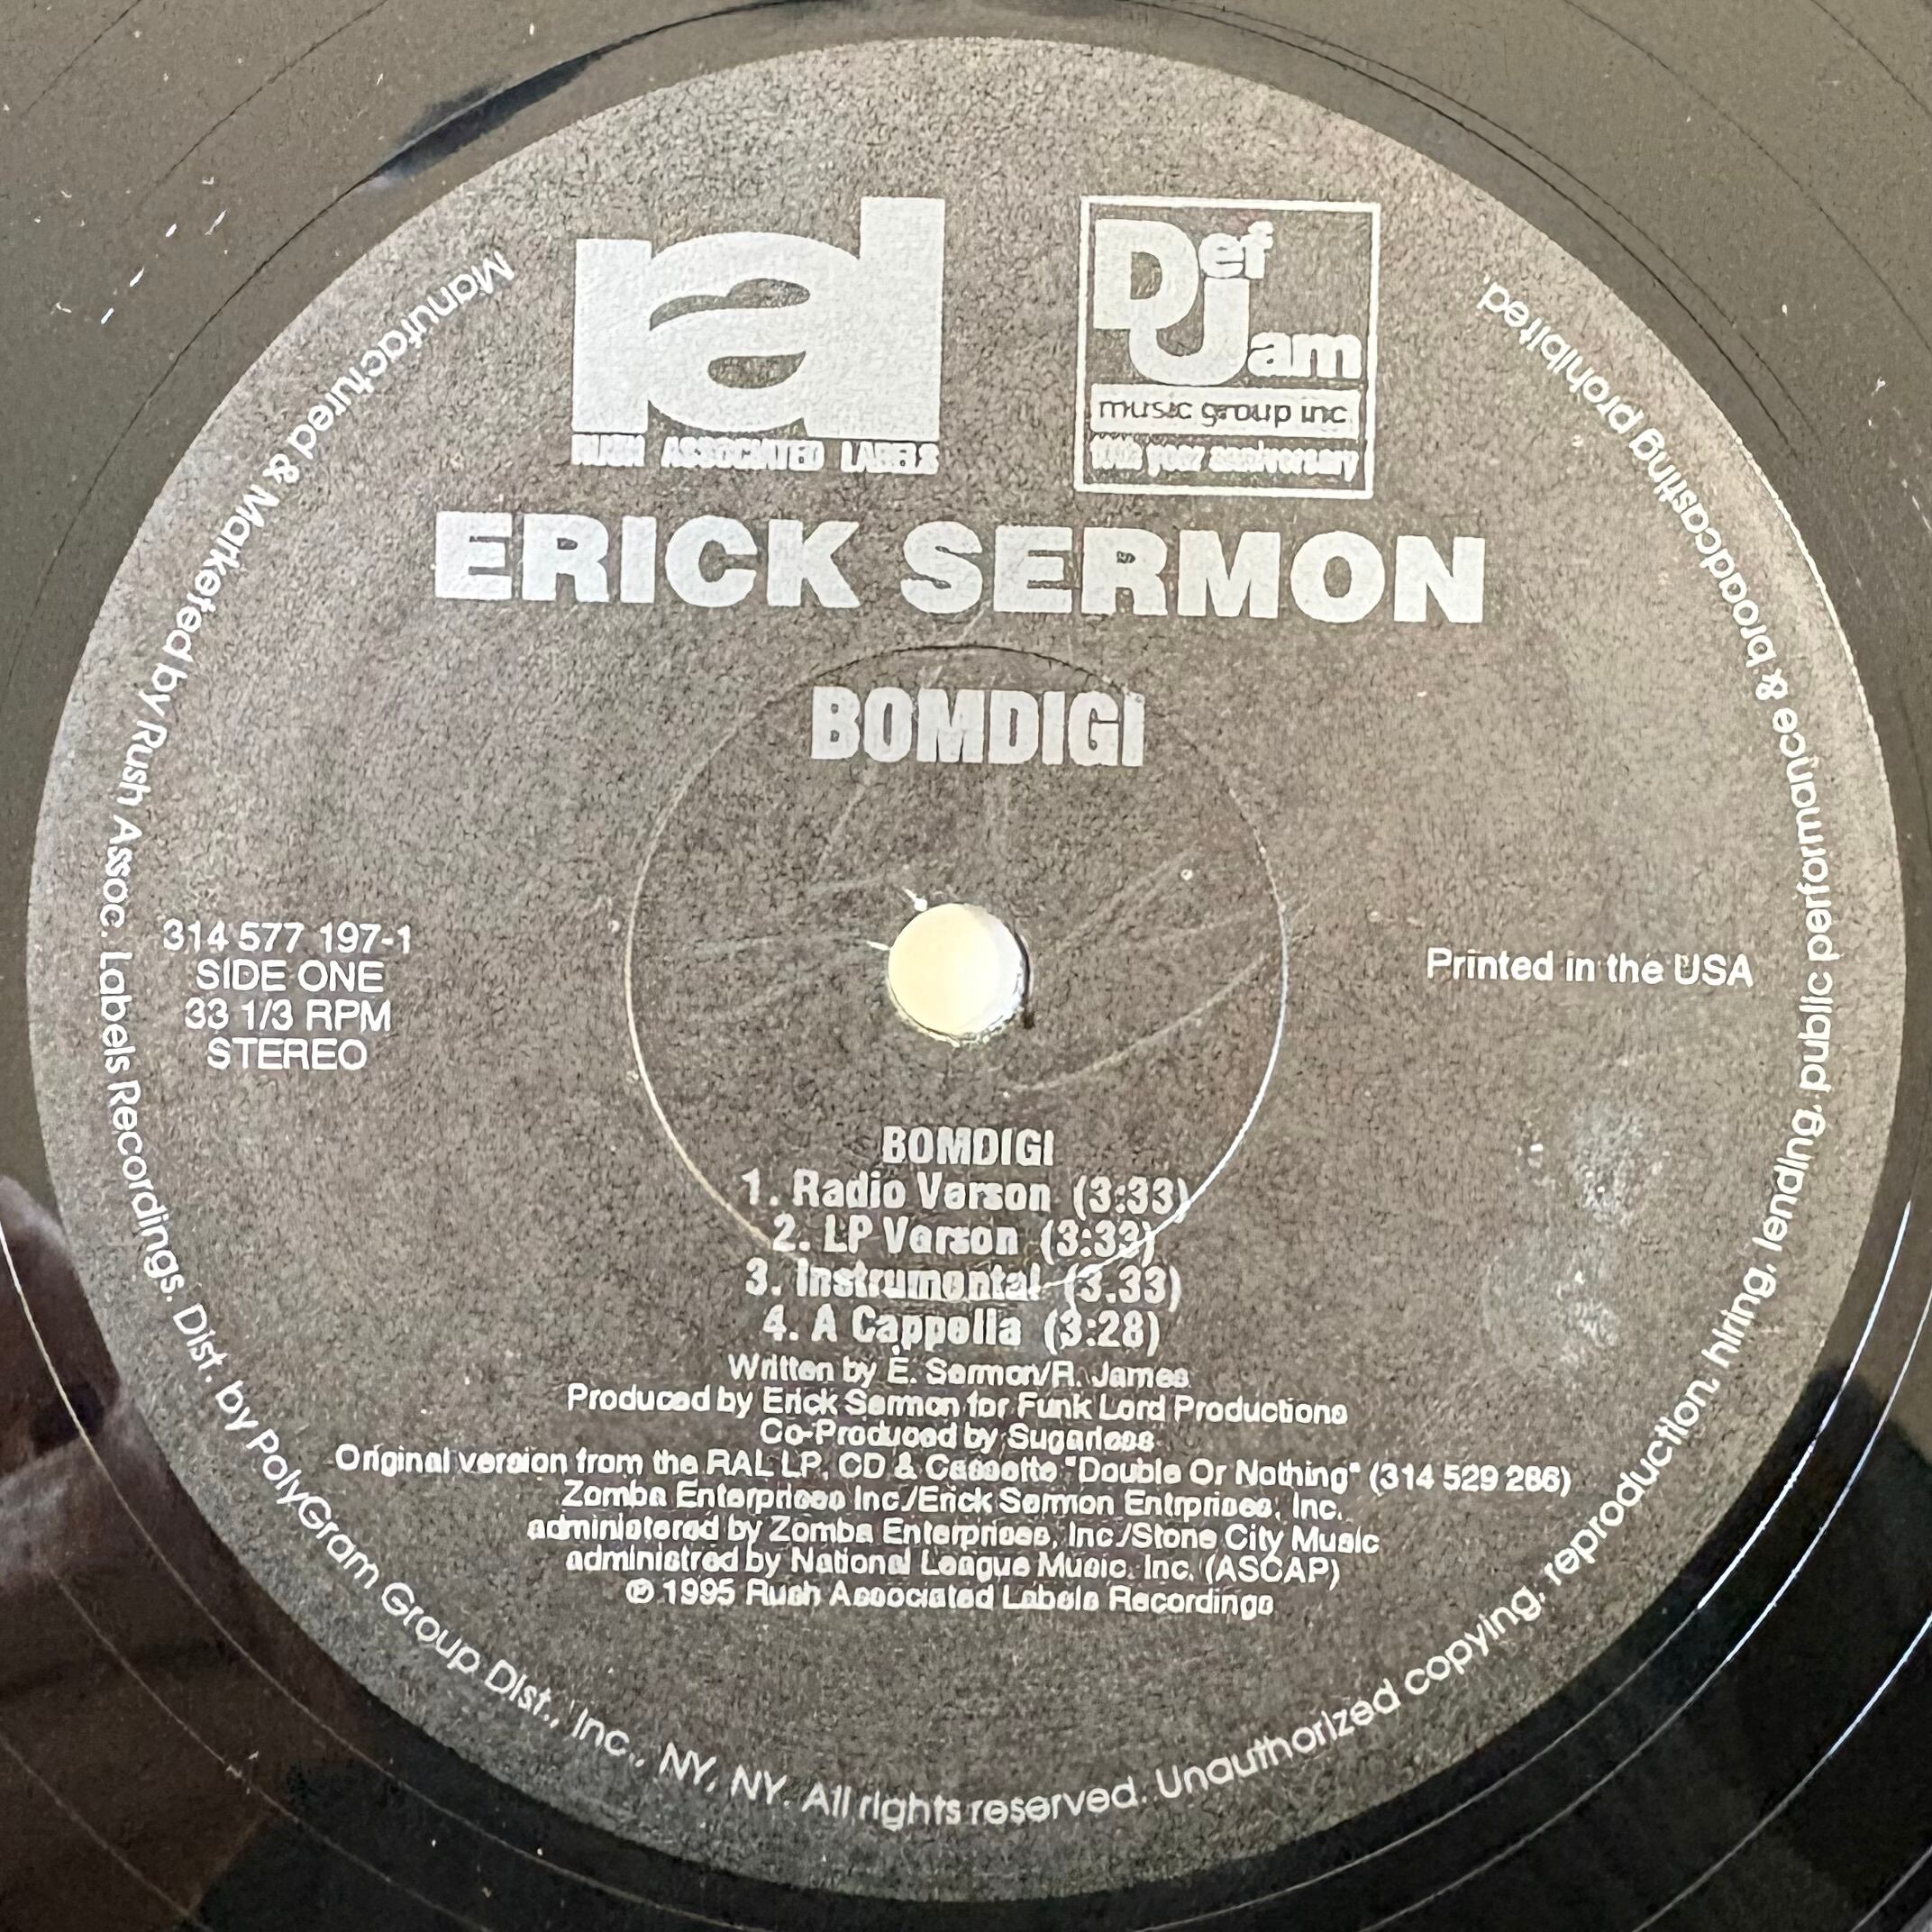 ral
RUSH ASSOCIATED LABELS
Def Jam
music group inc.
10th year anniversary
ERICK SERMON
BOMDIGI
314 577 197-1
SIDE ONE
33 1/3 RPM
STEREO
Printed in the USA
BOMDIGI
1. Radio Verson (3:33)
2. LP Verson (3:33)
3. Instrumental (3.33)
4. A Cappella (3:28)
Written by E. Sermon/R. James
Produced by Erick Sermon for Funk Lord Productions
Co-Produced by Sugarless
Original version from the RAL LP, CD & Cassette "Double Or Nothing" (314 529 286)
Zomba Enterprises Inc./Erick Sermon Entrprises, Inc.
administered by Zomba Enterprises, Inc./Stone City Music
administred by National League Music, Inc. (ASCAP)
℗ 1995 Rush Associated Labels Recordings
Manufactured & Marketed by Rush Assoc. Labels Recordings. Dist. by PolyGram Group Dist., Inc., NY, NY. All rights reserved. Unauthorized copying, reproduction, hiring, lending, public performance & broadcasting prohibited.